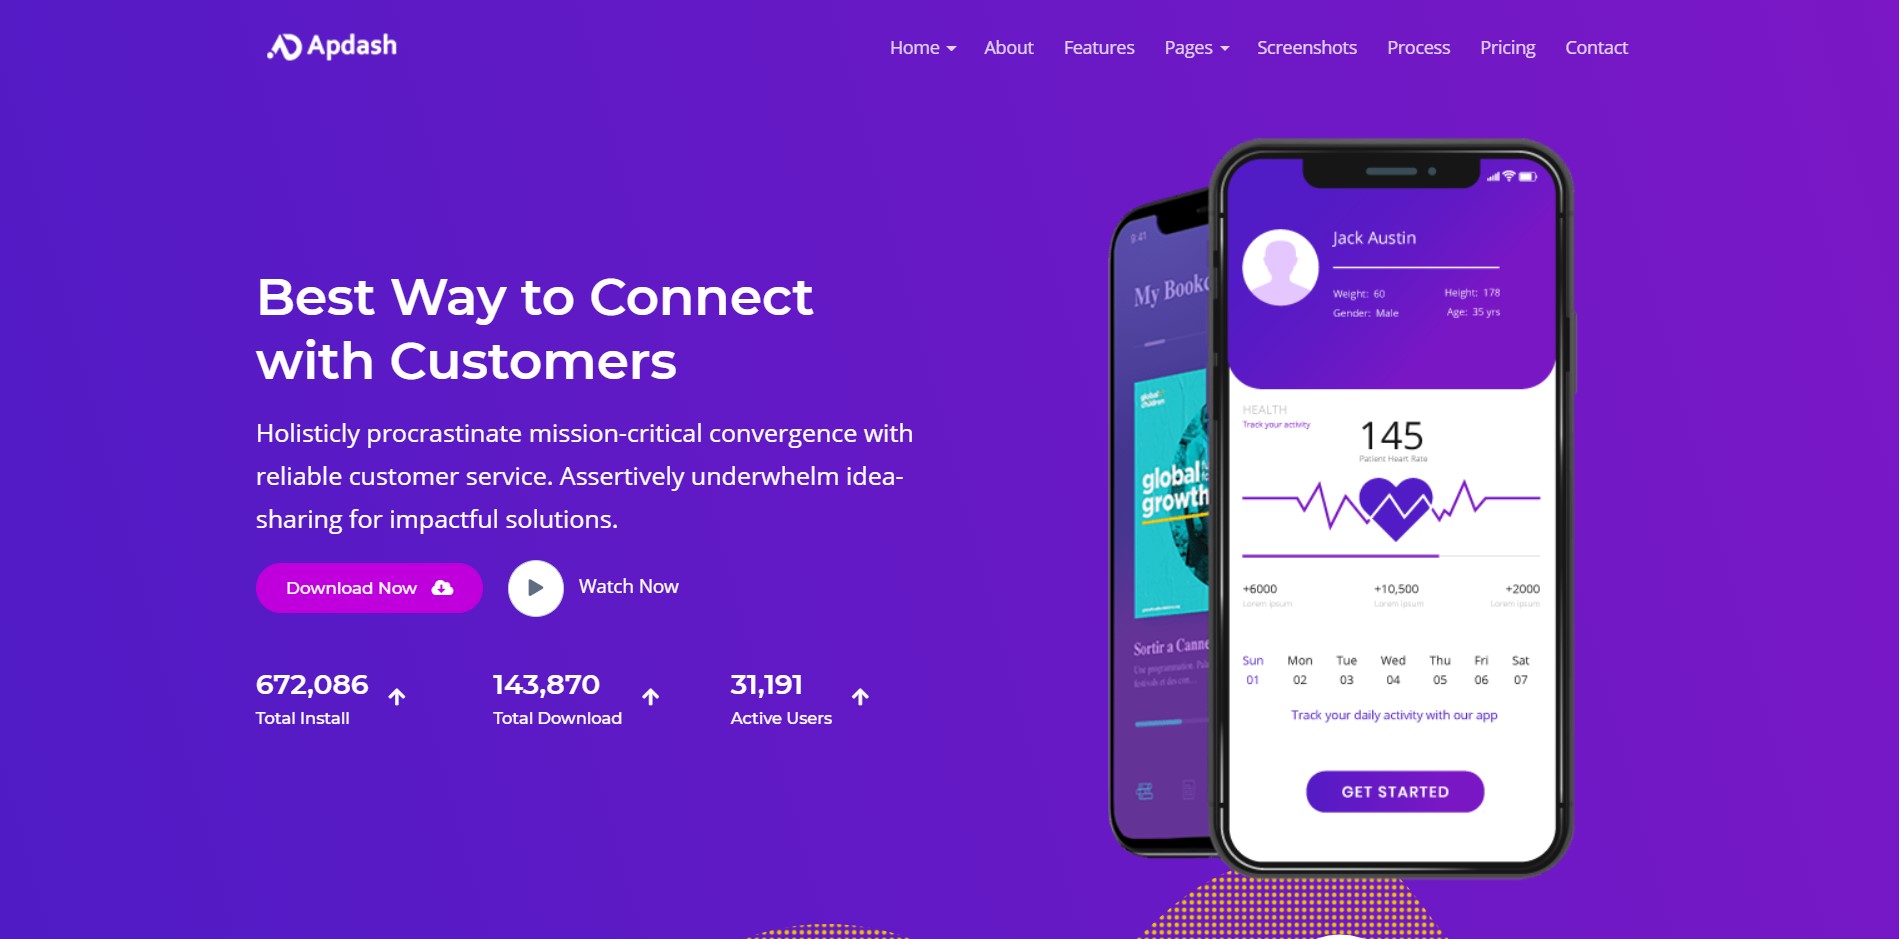 Apdash
Home About Features Pages Screenshots Process Pricing Contact
Best Way to Connect
with Customers
Holisticly procrastinate mission-critical convergence with
reliable customer service. Assertively underwhelm idea-
sharing for impactful solutions.
Download Now
Watch Now
672,086
Total Install
143,870
Total Download
31,191
Active Users
9:41
My Bookc
global
children
global
growth
Sortir a Canne
Jack Austin
Weight: 60 Height: 178
Gender: Male Age: 35 yrs
HEALTH
Track your activity
145
Patient Heart Rate
+6000 +10,500 +2000
Lorem ipsum Lorem ipsum Lorem ipsum
Sun Mon Tue Wed Thu Fri Sat
01 02 03 04 05 06 07
Track your daily activity with our app
GET STARTED